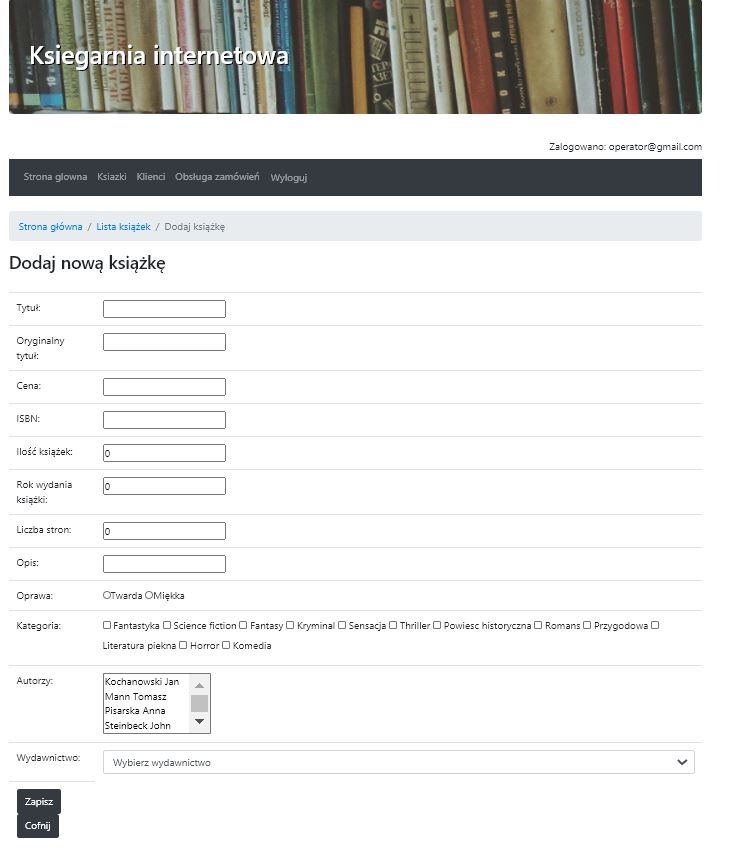 Ksiegarnia internetowa
Zalogowano: operator@gmail.com
Strona glowna Ksiazki Klienci Obsługa zamówień Wyloguj
Strona główna / Lista książek / Dodaj książkę
Dodaj nową książkę
Tytuł:
Oryginalny
tytuł:
Cena:
ISBN:
Ilość książek: 0
Rok wydania 0
książki:
Liczba stron: 0
Opis:
Oprawa: Twarda Miękka
Kategoria: Fantastyka Science fiction Fantasy Kryminal Sensacja Thriller Powiesc historyczna Romans Przygodowa
Literatura piekna Horror Komedia
Autorzy: Kochanowski Jan
Mann Tomasz
Pisarska Anna
Steinbeck John
Wydawnictwo: Wybierz wydawnictwo
Zapisz
Cofnij